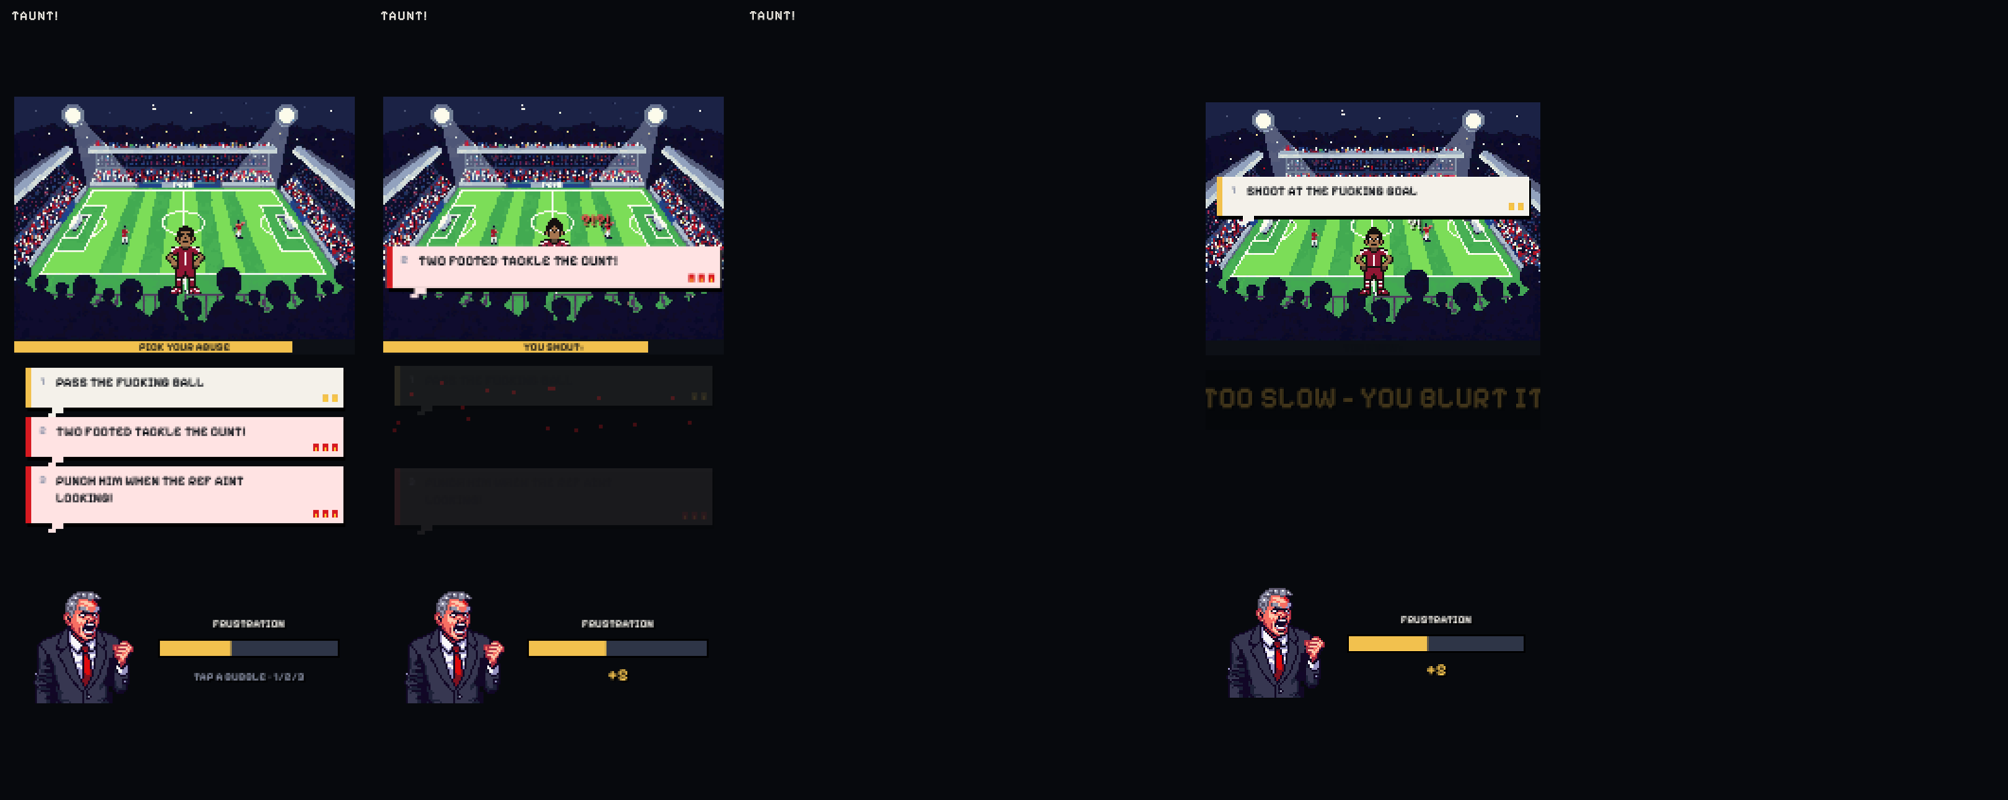 TAUNT!
PICK YOUR ABUSE
1 PASS THE FUCKING BALL
2 TWO FOOTED TACKLE THE CUNT!
3 PUNCH HIM WHEN THE REF AINT
LOOKING!
FRUSTRATION
TAP A BUBBLE · 1/2/3
TAUNT!
?!?!
2 TWO FOOTED TACKLE THE CUNT!
YOU SHOUT:
FRUSTRATION
+8
TAUNT!
1 SHOOT AT THE FUCKING GOAL
TOO SLOW - YOU BLURT IT
FRUSTRATION
+8